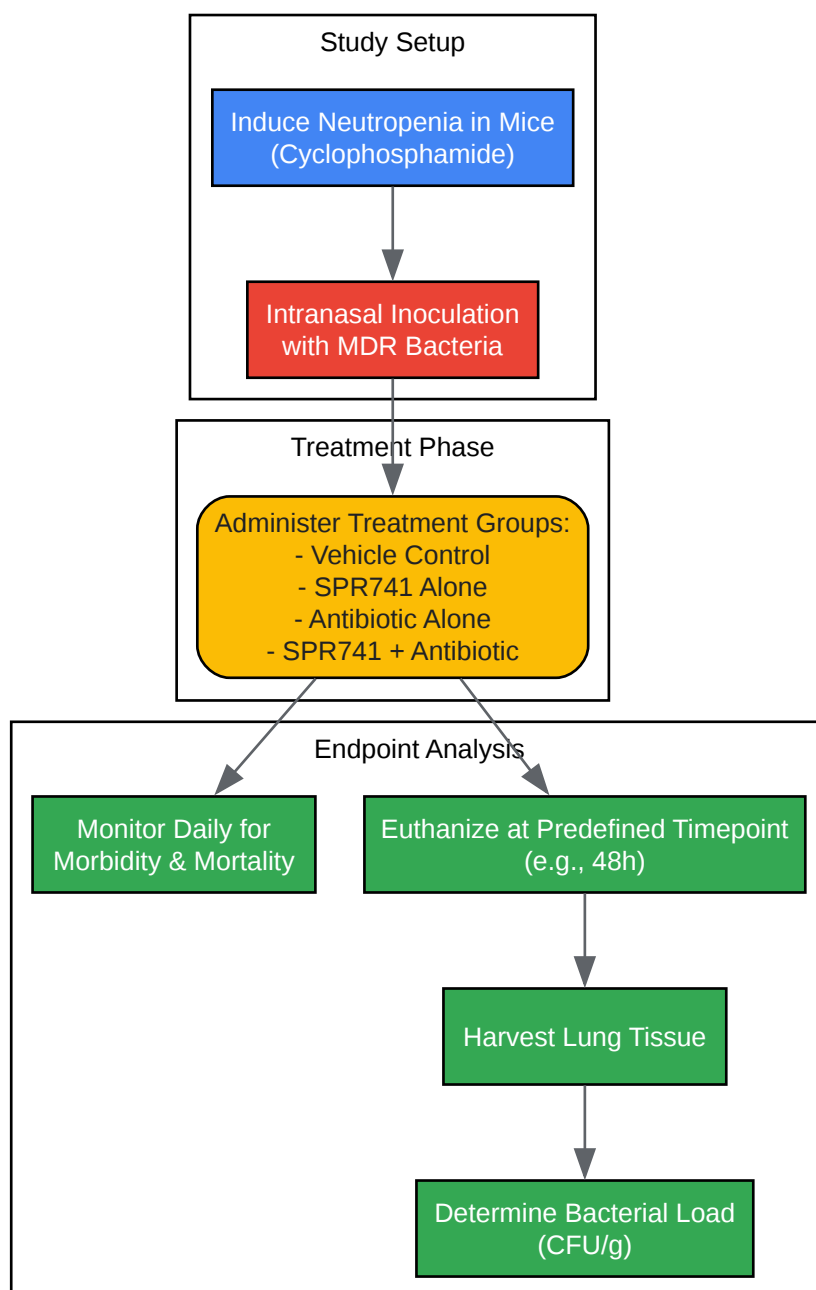 Study Setup
Induce Neutropenia in Mice
(Cyclophosphamide)
Intranasal Inoculation
with MDR Bacteria
Treatment Phase
Administer Treatment Groups:
- Vehicle Control
- SPR741 Alone
- Antibiotic Alone
- SPR741 + Antibiotic
Endpoint Analysis
Monitor Daily for
Morbidity & Mortality
Euthanize at Predefined Timepoint
(e.g., 48h)
Harvest Lung Tissue
Determine Bacterial Load
(CFU/g)